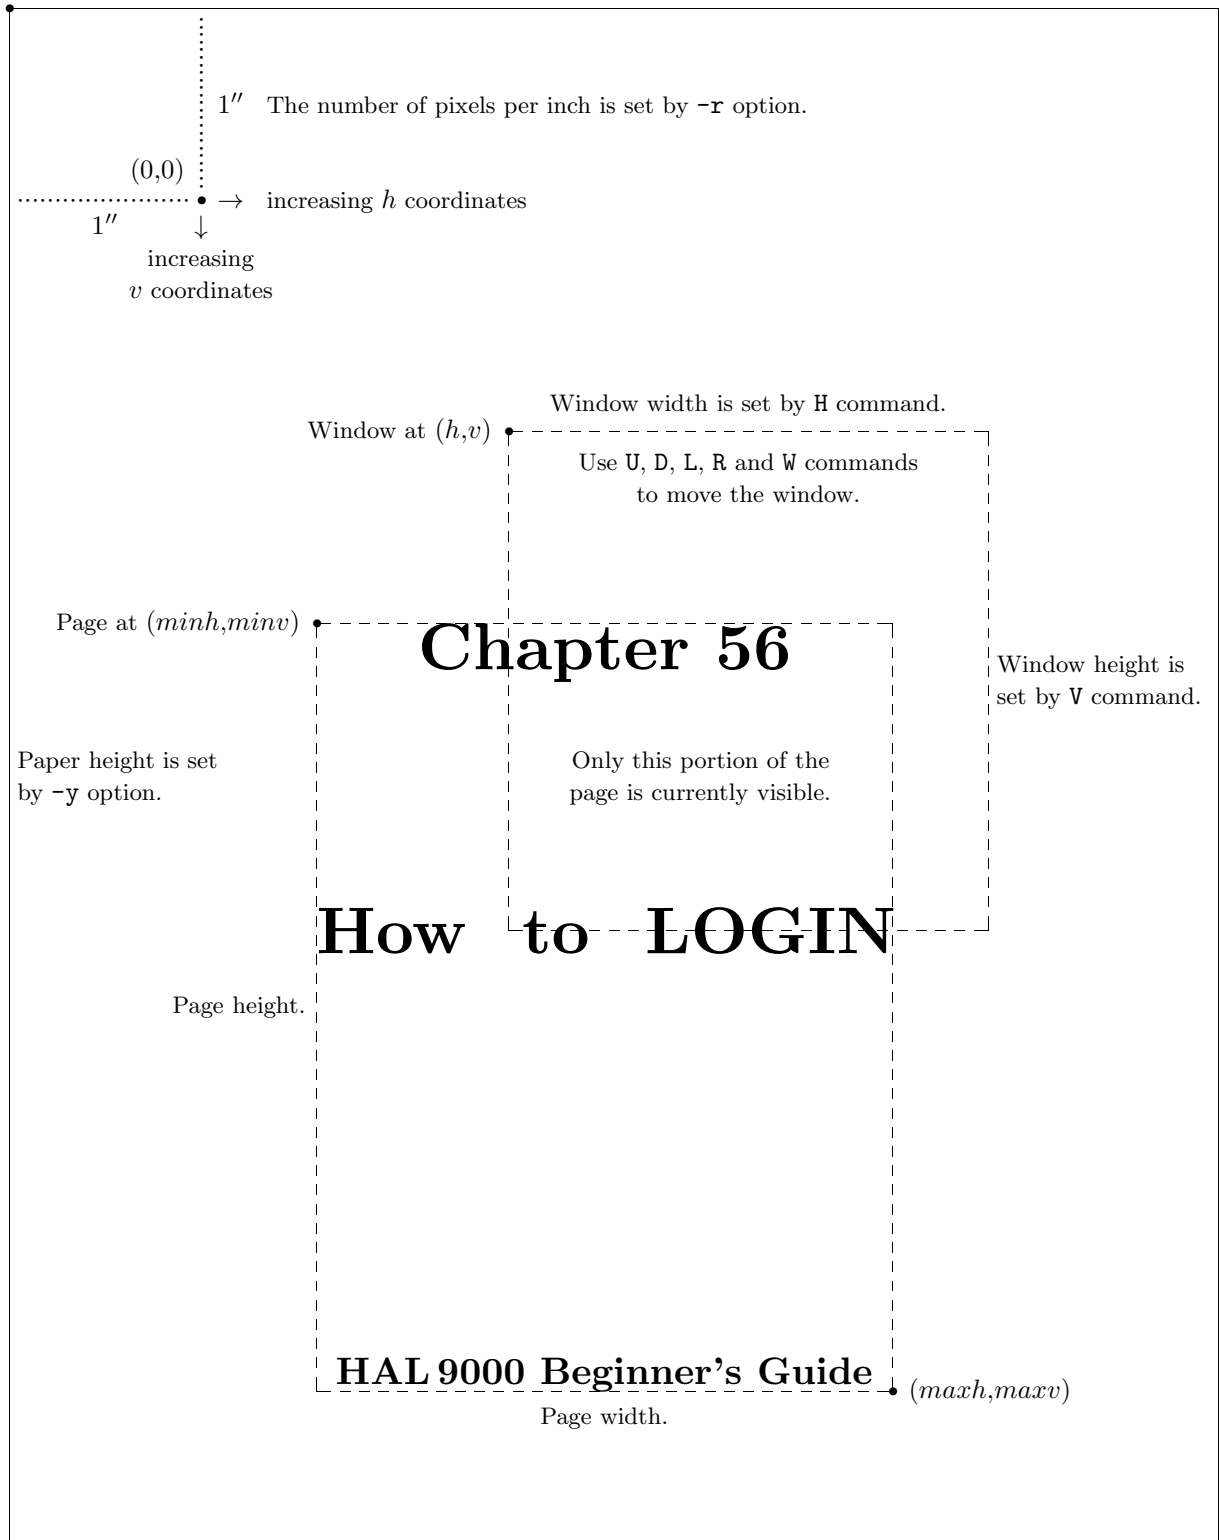 1′′ The number of pixels per inch is set by -r option.
(0,0)
→ increasing h coordinates
1′′ ↓
increasing
v coordinates
Window width is set by H command.
Window at (h,v)
Use U, D, L, R and W commands
to move the window.
Page at (minh,minv)
Chapter 56
Window height is
set by V command.
Paper height is set
by -y option.
Only this portion of the
page is currently visible.
How to LOGIN
Page height.
HAL 9000 Beginner's Guide
(maxh,maxv)
Page width.